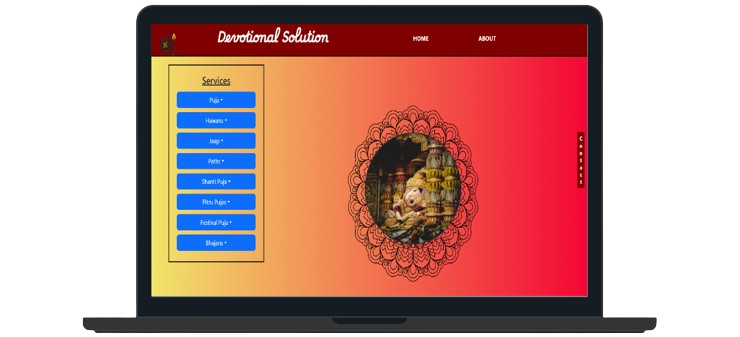 Devotional Solution
HOME
ABOUT
Services
Puja
Hawans
Jaap
Paths
Shanti Puja
Pitru Pujas
Festival Puja
Bhajans
Contact